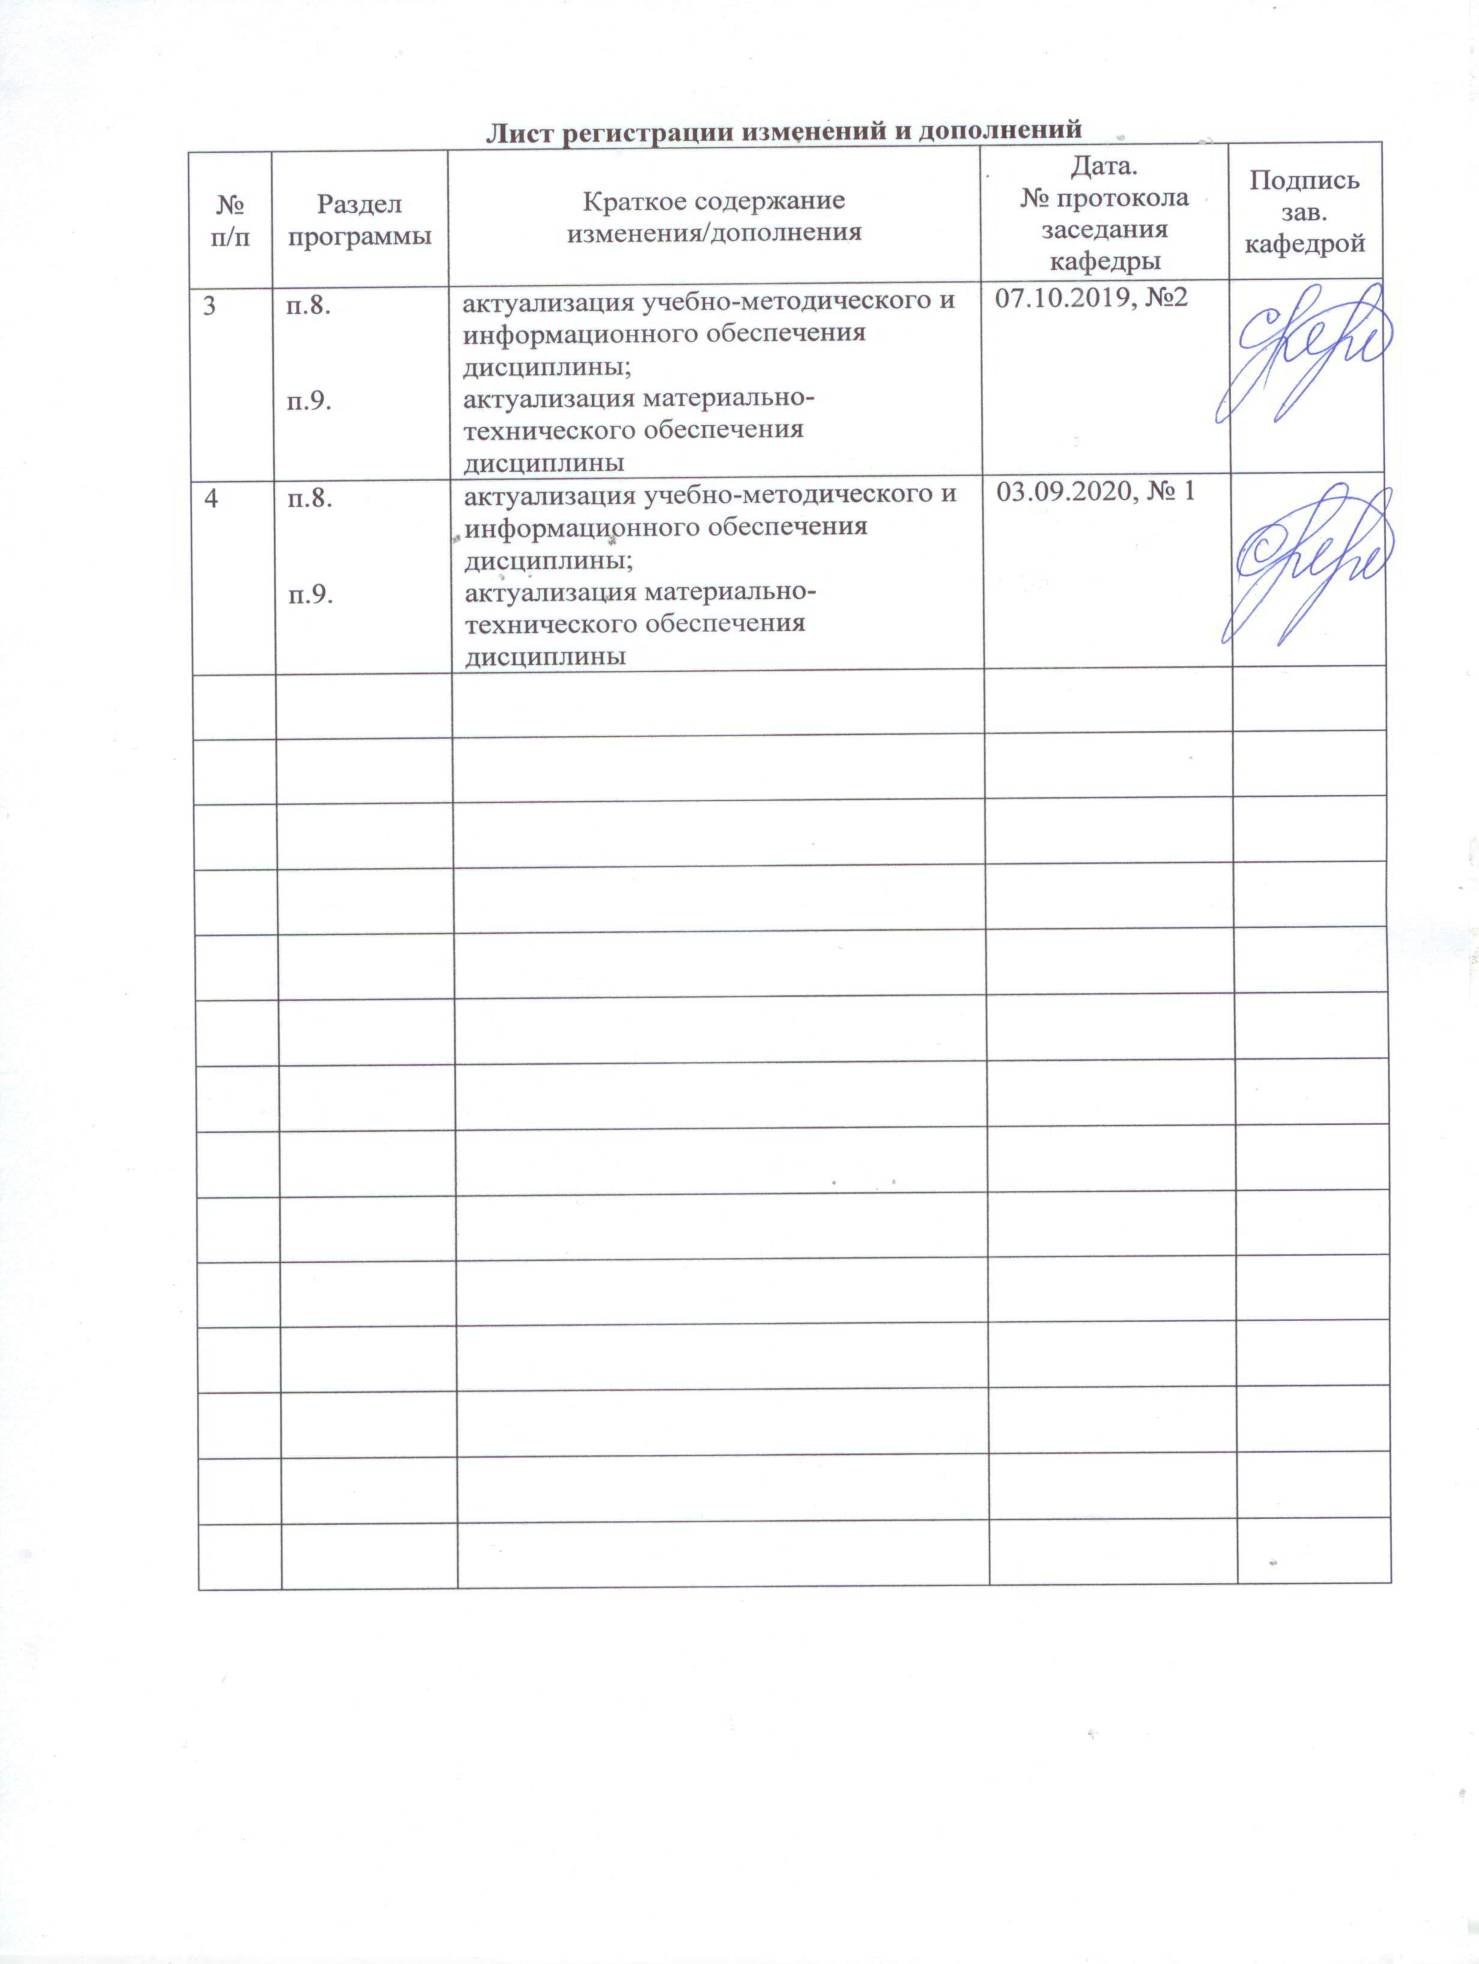 Лист регистрации изменений и дополнений
№
п/п
Раздел
программы
Краткое содержание
изменения/дополнения
Дата.
№ протокола
заседания
кафедры
Подпись
зав.
кафедрой
3
п.8.
п.9.
актуализация учебно-методического и
информационного обеспечения
дисциплины;
актуализация материально-
технического обеспечения
дисциплины
07.10.2019, №2
4
п.8.
п.9.
актуализация учебно-методического и
информационного обеспечения
дисциплины;
актуализация материально-
технического обеспечения
дисциплины
03.09.2020, № 1